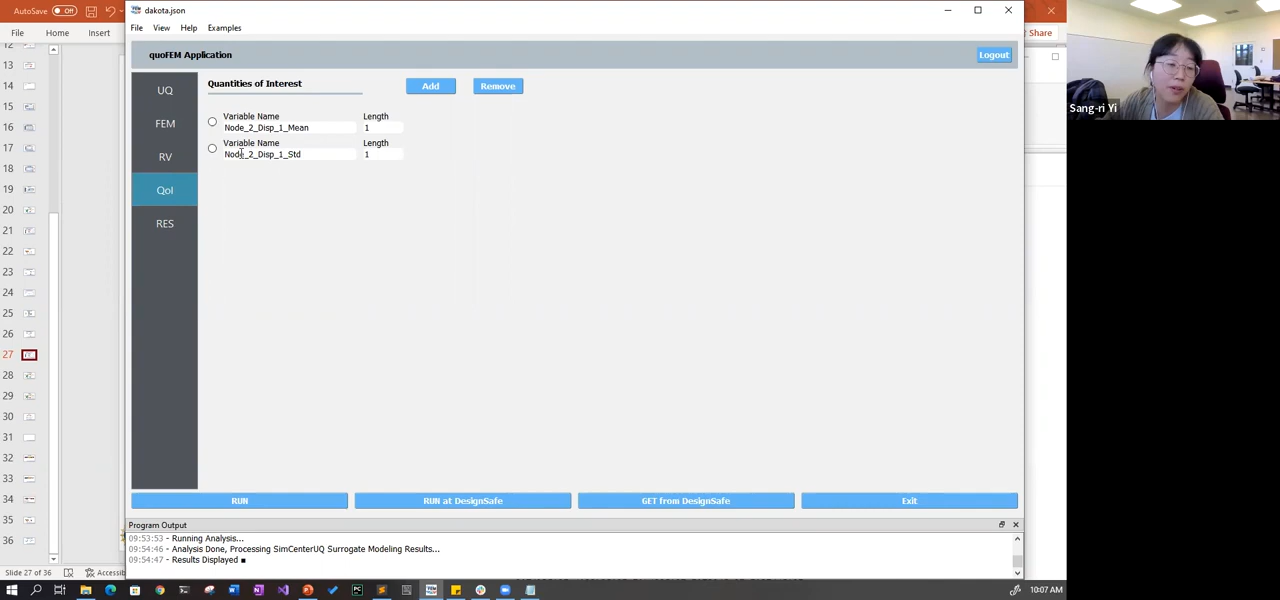 AutoSave Off
File Home Insert
Share
dakota.json
File View Help Examples
quoFEM Application
Logout
UQ
FEM
RV
QoI
RES
Quantities of Interest
Add
Remove
Variable Name Length
Node_2_Disp_1_Mean 1
Variable Name Length
Node_2_Disp_1_Std 1
RUN
RUN at DesignSafe
GET from DesignSafe
Exit
Program Output
09:53:53 - Running Analysis...
09:54:46 - Analysis Done, Processing SimCenterUQ Surrogate Modeling Results...
09:54:47 - Results Displayed
12
13
14
15
16
17
18
19
20
21
22
23
24
25
26
27
28
29
30
31
32
33
34
35
36
Slide 27 of 36
Accessib
10:07 AM
Sang-ri Yi